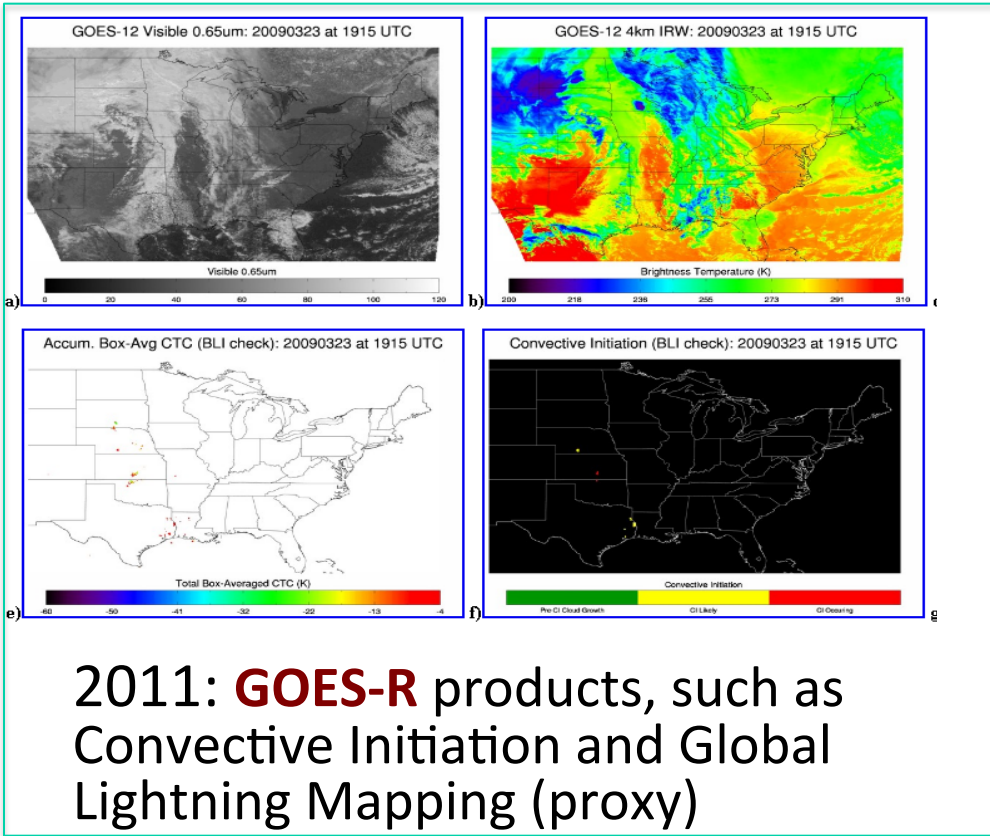 GOES-12 Visible 0.65um: 20090323 at 1915 UTC
Visible 0.65um
0 20 40 60 80 100 120
a)
GOES-12 4km IRW: 20090323 at 1915 UTC
Brightness Temperature (K)
200 218 236 255 273 291 310
b)
Accum. Box-Avg CTC (BLI check): 20090323 at 1915 UTC
Total Box-Averaged CTC (K)
-60 -50 -41 -32 -22 -13 -4
e)
Convective Initiation (BLI check): 20090323 at 1915 UTC
Convective Initiation
Pre CI Cloud Growth CI Likely CI Occuring
f)
2011: GOES-R products, such as
Convective Initiation and Global
Lightning Mapping (proxy)